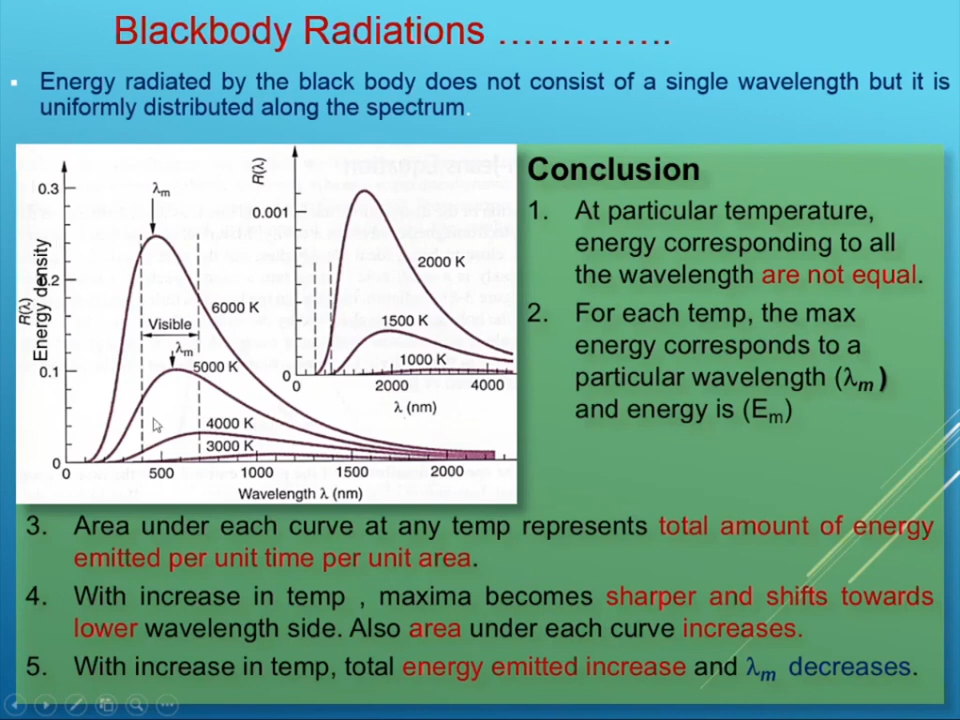 Blackbody Radiations …………..
▪ Energy radiated by the black body does not consist of a single wavelength but it is
uniformly distributed along the spectrum.
R(λ)
Energy density
0.3
0.2
0.1
0
λm
Visible
λm
6000 K
5000 K
4000 K
3000 K
0 500 1000 1500 2000
Wavelength λ (nm)
R(λ)
0.001
0
2000 K
1500 K
1000 K
0 2000 4000
λ (nm)
Conclusion
1. At particular temperature,
energy corresponding to all
the wavelength are not equal.
2. For each temp, the max
energy corresponds to a
particular wavelength (λm)
and energy is (Em)
3. Area under each curve at any temp represents total amount of energy
emitted per unit time per unit area.
4. With increase in temp , maxima becomes sharper and shifts towards
lower wavelength side. Also area under each curve increases.
5. With increase in temp, total energy emitted increase and λm decreases.